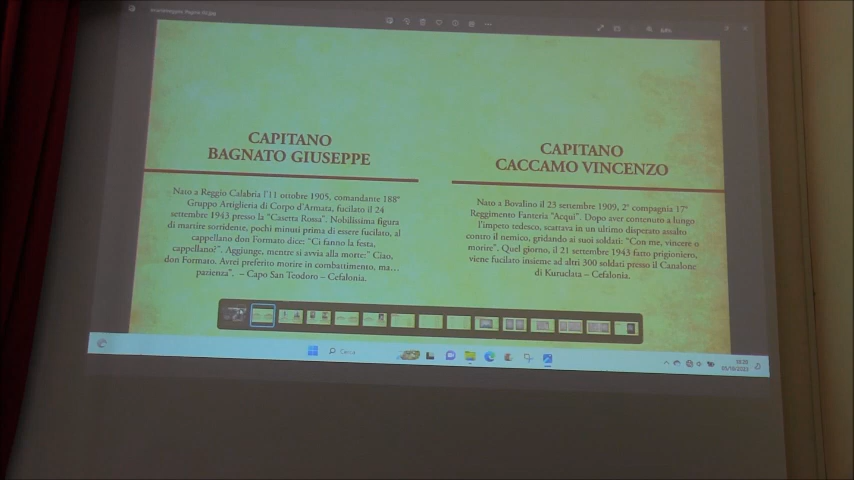 CAPITANO
BAGNATO GIUSEPPE
Nato a Reggio Calabria l'11 ottobre 1905, comandante 188°
Gruppo Artiglieria di Corpo d'Armata, fucilato il 24
settembre 1943 presso la "Casetta Rossa". Nobilissima figura
di martire sorridente, pochi minuti prima di essere fucilato, al
cappellano don Formato dice: "Ci fanno la festa,
cappellano?". Aggiunge, mentre si avvia alla morte:" Ciao,
don Formato. Avrei preferito morire in combattimento, ma...
pazienza". – Capo San Teodoro – Cefalonia.
CAPITANO
CACCAMO VINCENZO
Nato a Bovalino il 23 settembre 1909, 2° compagnia 17°
Reggimento Fanteria "Acqui". Dopo aver contenuto a lungo
l'impeto tedesco, scattava in un ultimo disperato assalto
contro il nemico, gridando ai suoi soldati: "Con me, vincere o
morire". Quel giorno, il 21 settembre 1943 fatto prigioniero,
viene fucilato insieme ad altri 300 soldati presso il Canalone
di Kuruclata – Cefalonia.
Cerca